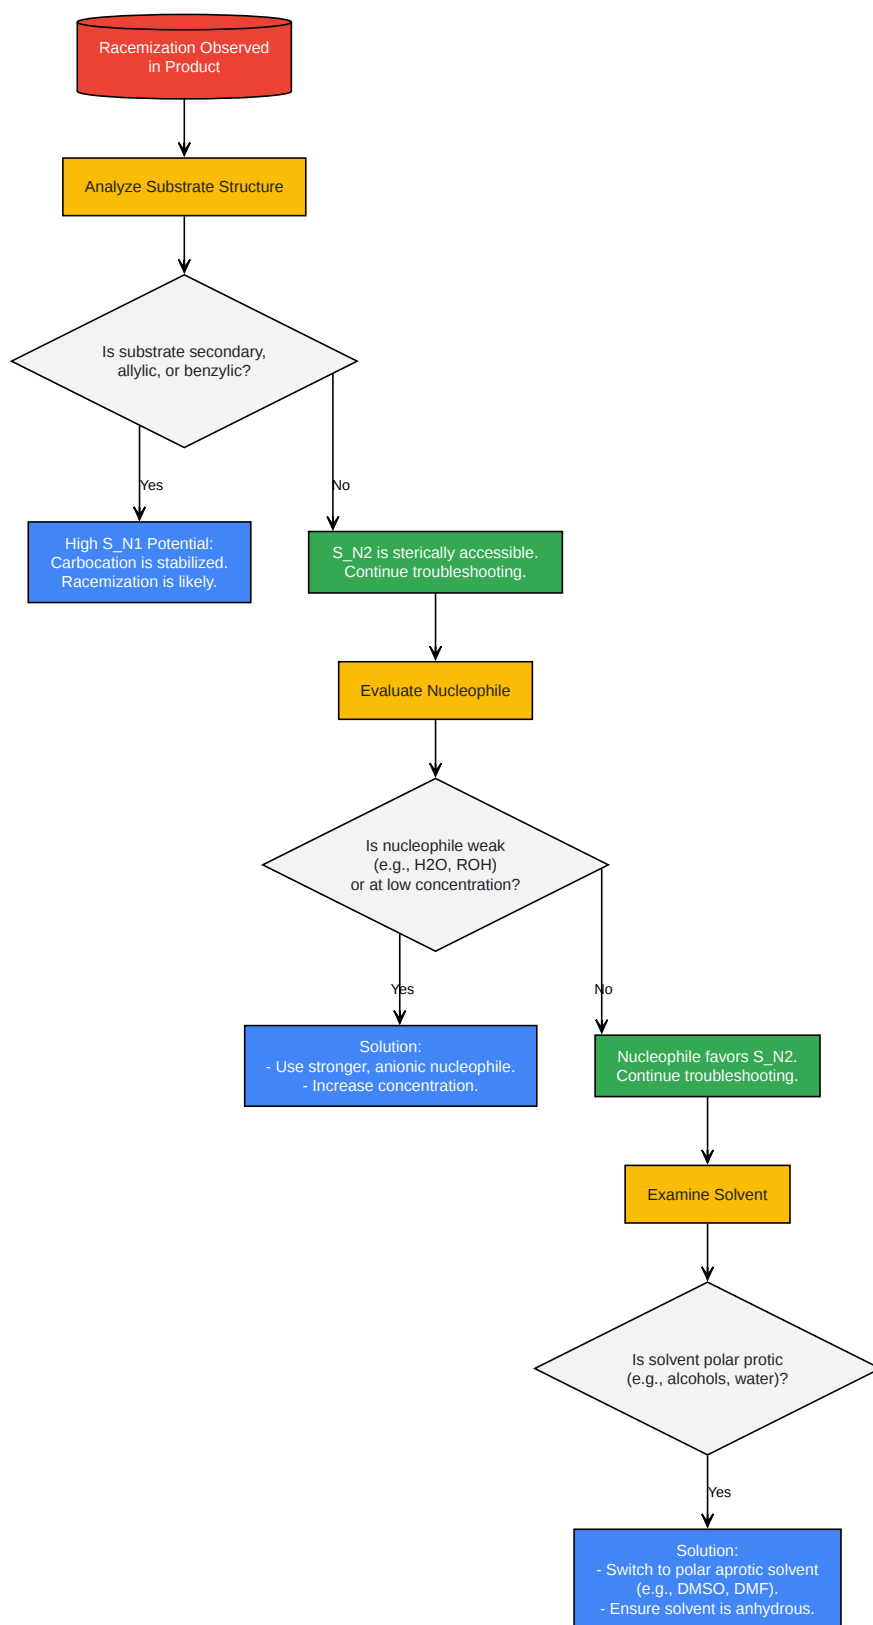 Racemization Observed
in Product
Analyze Substrate Structure
Is substrate secondary,
allylic, or benzylic?
Yes
No
High S_N1 Potential:
Carbocation is stabilized.
Racemization is likely.
S_N2 is sterically accessible.
Continue troubleshooting.
Evaluate Nucleophile
Is nucleophile weak
(e.g., H2O, ROH)
or at low concentration?
Yes
No
Solution:
- Use stronger, anionic nucleophile.
- Increase concentration.
Nucleophile favors S_N2.
Continue troubleshooting.
Examine Solvent
Is solvent polar protic
(e.g., alcohols, water)?
Yes
Solution:
- Switch to polar aprotic solvent
(e.g., DMSO, DMF).
- Ensure solvent is anhydrous.